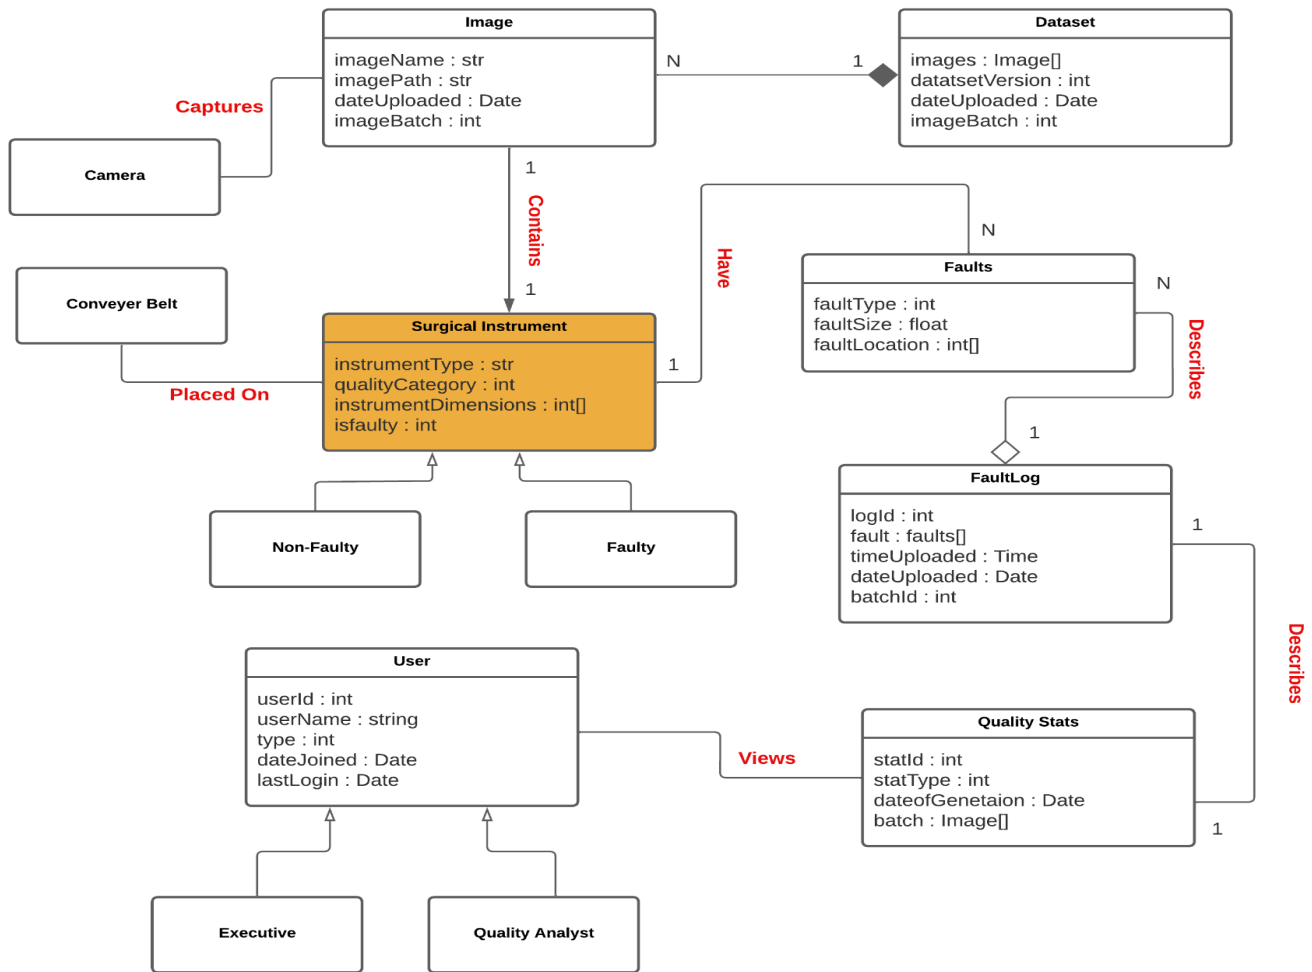 Image
imageName : str
imagePath : str
dateUploaded : Date
imageBatch : int
N
1
Dataset
images : Image[]
datatsetVersion : int
dateUploaded : Date
imageBatch : int
Captures
Camera
1
Contains
1
Conveyer Belt
Placed On
Surgical Instrument
instrumentType : str
qualityCategory : int
instrumentDimensions : int[]
isfaulty : int
1
Have
N
Faults
faultType : int
faultSize : float
faultLocation : int[]
N
Describes
1
Non-Faulty
Faulty
FaultLog
logId : int
fault : faults[]
timeUploaded : Time
dateUploaded : Date
batchId : int
1
Describes
1
User
userId : int
userName : string
type : int
dateJoined : Date
lastLogin : Date
Views
Quality Stats
statId : int
statType : int
dateofGenetaion : Date
batch : Image[]
Executive
Quality Analyst